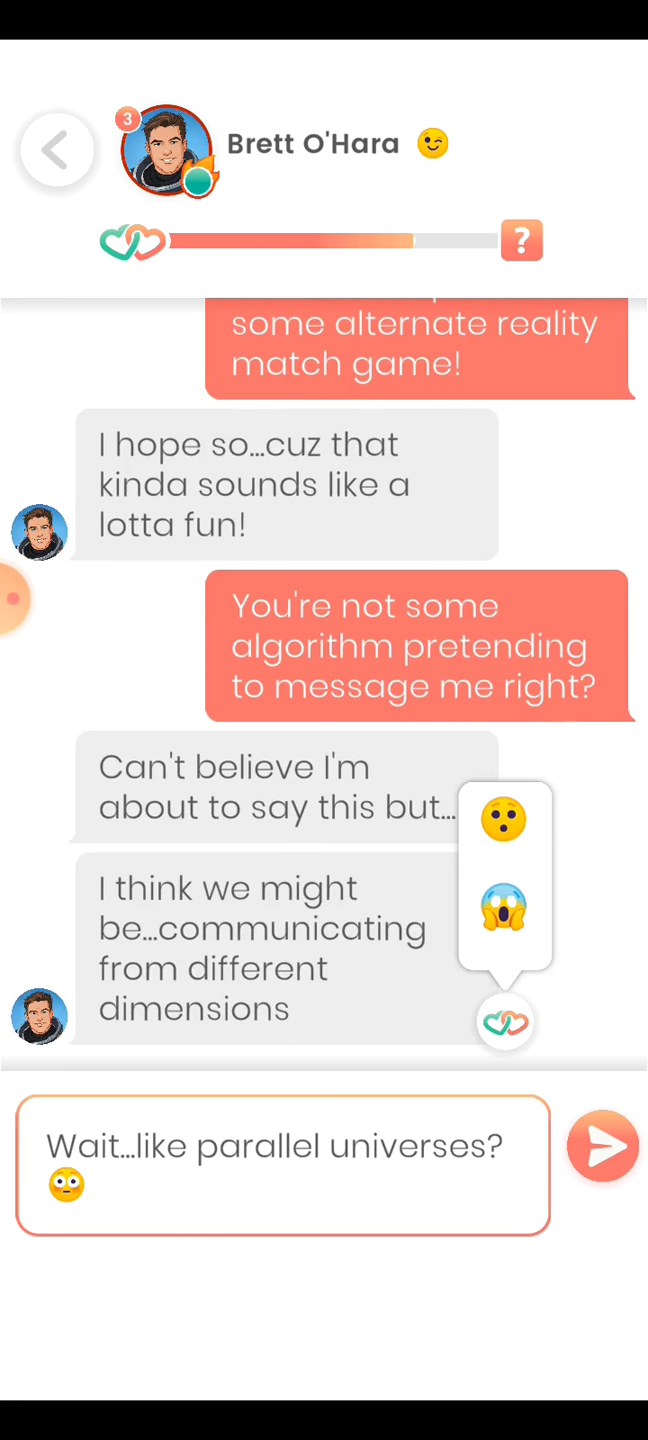 3
Brett O'Hara 😉
?
some alternate reality
match game!
I hope so...cuz that
kinda sounds like a
lotta fun!
You're not some
algorithm pretending
to message me right?
Can't believe I'm
about to say this but...
I think we might
be...communicating
from different
dimensions
Wait...like parallel universes?
😳